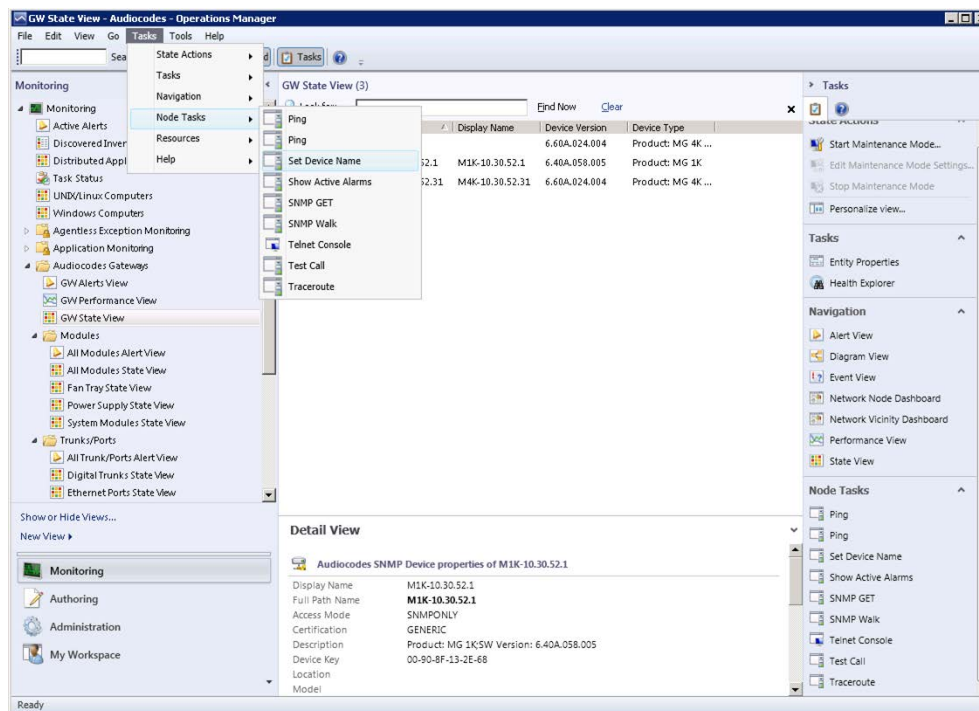 GW State View - Audiocodes - Operations Manager
File Edit View Go Tasks Tools Help
Sea
Tasks
State Actions
Tasks
Navigation
Node Tasks
Resources
Help
Ping
Ping
Set Device Name
Show Active Alarms
SNMP GET
SNMP Walk
Telnet Console
Test Call
Traceroute
Monitoring
Monitoring
Active Alerts
Discovered Inver
Distributed Appl
Task Status
UNIX/Linux Computers
Windows Computers
Agentless Exception Monitoring
Application Monitoring
Audiocodes Gateways
GW Alerts View
GW Performance View
GW State View
Modules
All Modules Alert View
All Modules State View
Fan Tray State View
Power Supply State View
System Modules State View
Trunks/Ports
All Trunk/Ports Alert View
Digital Trunks State View
Ethernet Ports State View
Show or Hide Views...
New View
Monitoring
Authoring
Administration
My Workspace
GW State View (3)
Find Now Clear
Display Name Device Version Device Type
6.60A.024.004 Product: MG 4K ...
52.1 M1K-10.30.52.1 6.40A.058.005 Product: MG 1K
52.31 M4K-10.30.52.31 6.60A.024.004 Product: MG 4K ...
Detail View
Audiocodes SNMP Device properties of M1K-10.30.52.1
Display Name M1K-10.30.52.1
Full Path Name M1K-10.30.52.1
Access Mode SNMPONLY
Certification GENERIC
Description Product: MG 1K;SW Version: 6.40A.058.005
Device Key 00-90-8F-13-2E-68
Location
Model
Tasks
State Actions
Start Maintenance Mode...
Edit Maintenance Mode Settings...
Stop Maintenance Mode
Personalize view...
Tasks
Entity Properties
Health Explorer
Navigation
Alert View
Diagram View
Event View
Network Node Dashboard
Network Vicinity Dashboard
Performance View
State View
Node Tasks
Ping
Ping
Set Device Name
Show Active Alarms
SNMP GET
SNMP Walk
Telnet Console
Test Call
Traceroute
Ready